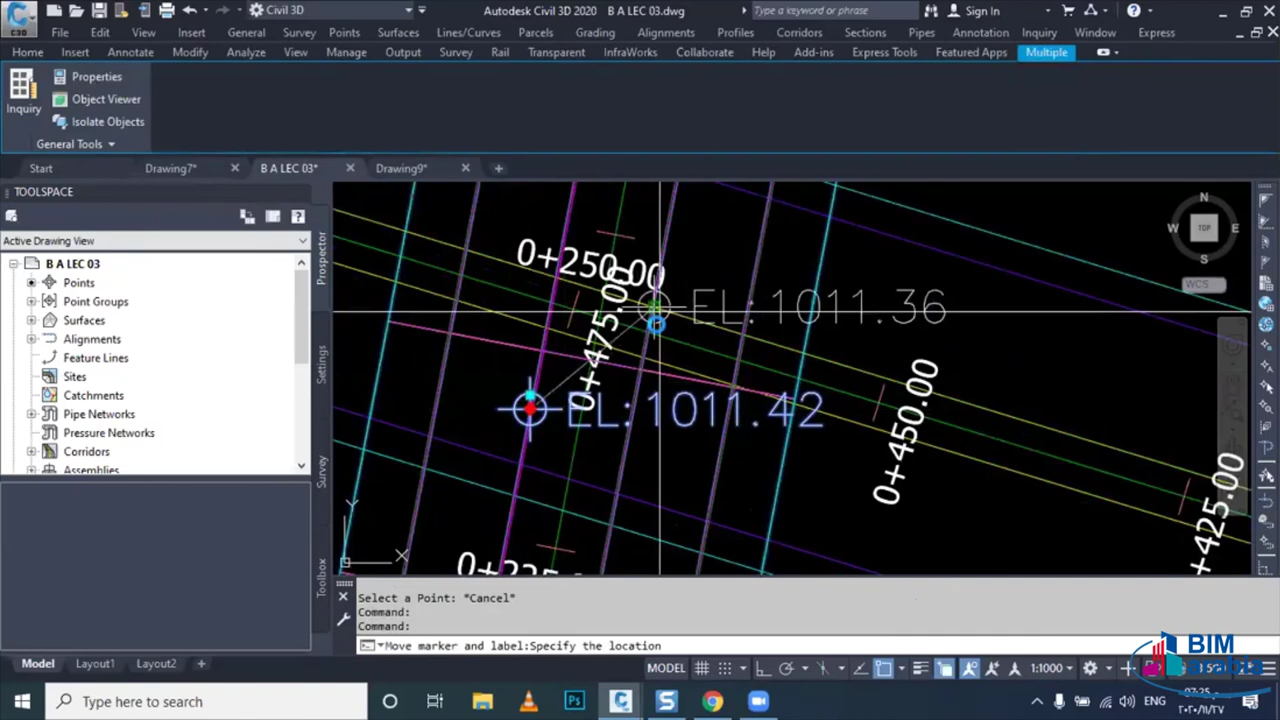 Civil 3D
Autodesk Civil 3D 2020 B A LEC 03.dwg
Type a keyword or phrase
Sign In
File Edit View Insert General Survey Points Surfaces Lines/Curves Parcels Grading Alignments Profiles Corridors Sections Pipes Annotation Inquiry Window Express
Home Insert Annotate Modify Analyze View Manage Output Survey Rail Transparent InfraWorks Collaborate Help Add-ins Express Tools Featured Apps Multiple
Inquiry
Properties
Object Viewer
Isolate Objects
General Tools
Start
Drawing7*
B A LEC 03*
Drawing9*
TOOLSPACE
Active Drawing View
B A LEC 03
Points
Point Groups
Surfaces
Alignments
Feature Lines
Sites
Catchments
Pipe Networks
Pressure Networks
Corridors
Assemblies
Prospector
Settings
Survey
Toolbox
0+250.00
0+475.00
EL: 1011.36
EL: 1011.42
0+450.00
0+425.00
N
W
TOP
E
S
WCS
Y
X
Select a Point: *Cancel*
Command:
Command:
Move marker and label:Specify the location
Model Layout1 Layout2
MODEL
1:1000
BIM
Type here to search
ENG
٢٠٢٠/١١/٢٧